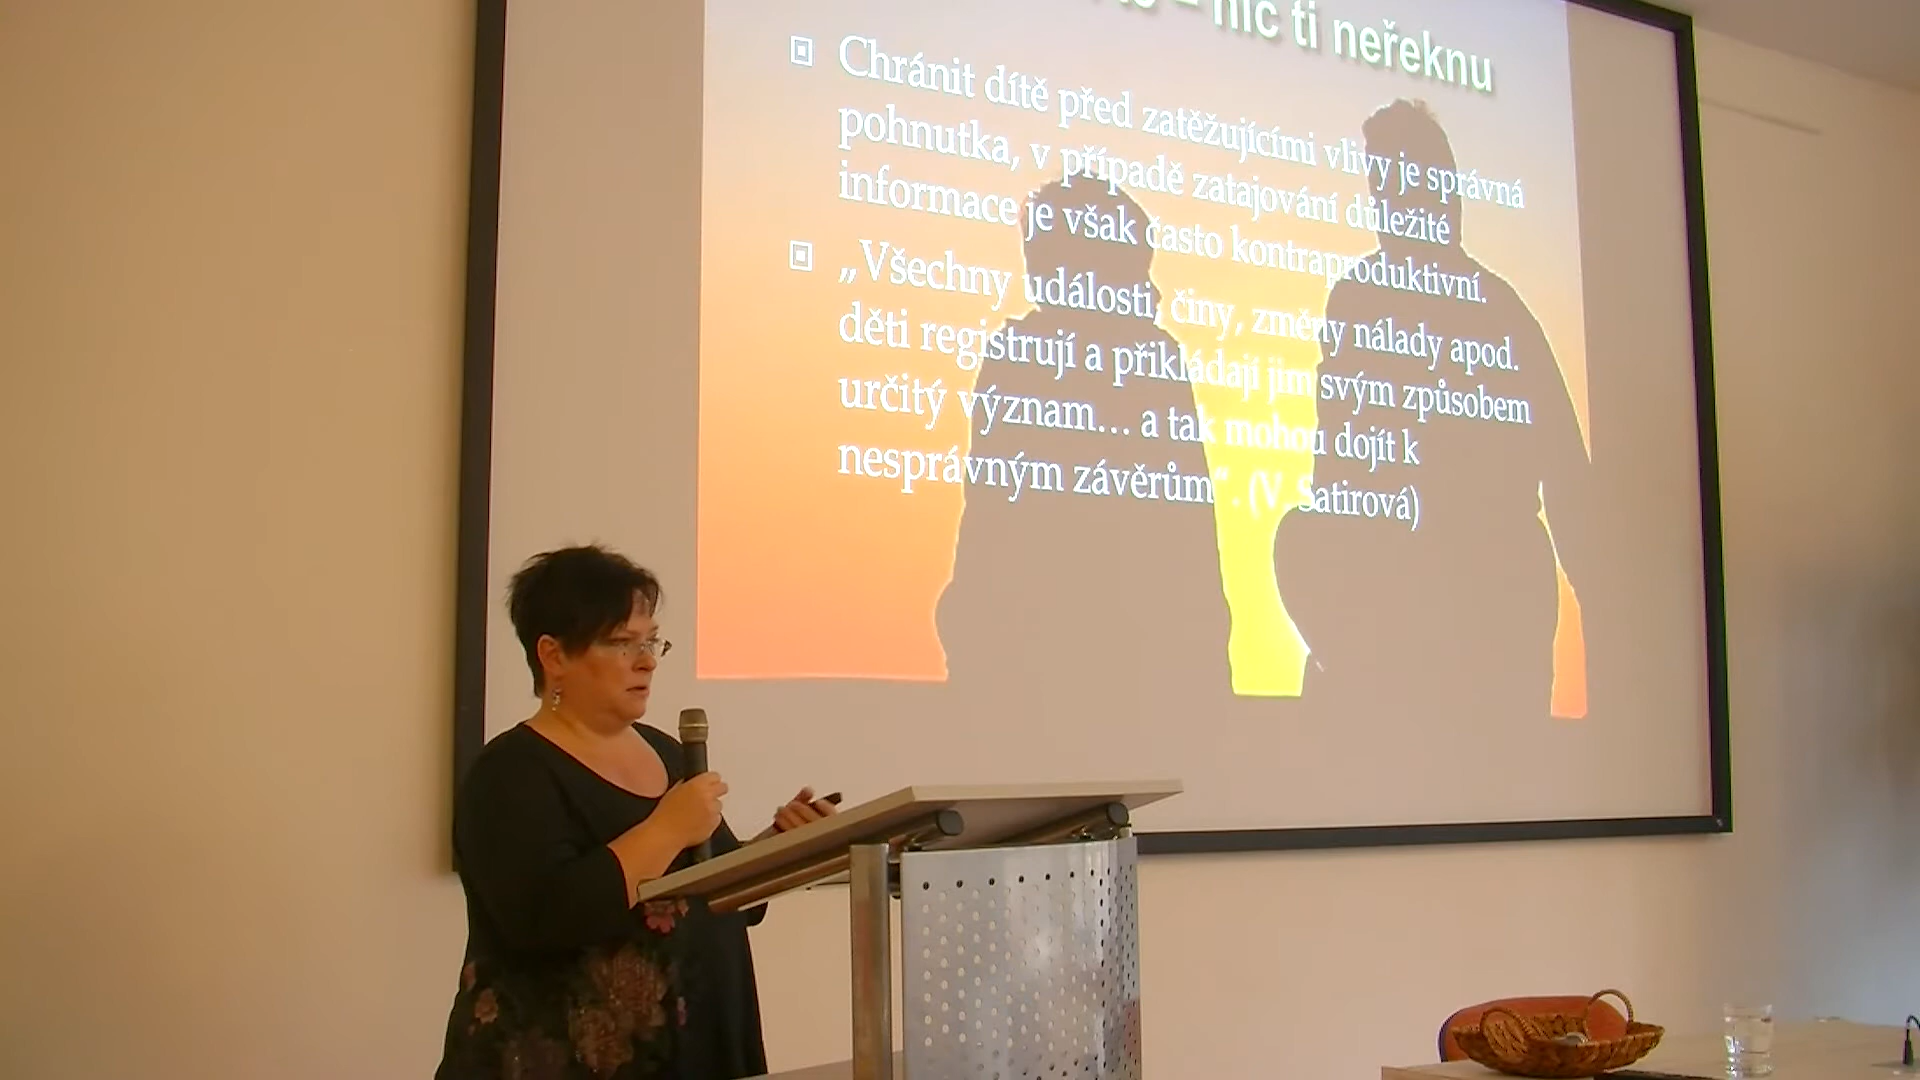 – nic ti neřeknu
Chránit dítě před zatěžujícími vlivy je správná
pohnutka, v případě zatajování důležité
informace je však často kontraproduktivní.
„Všechny události, činy, změny nálady apod.
děti registrují a přikládají jim svým způsobem
určitý význam… a tak mohou dojít k
nesprávným závěrům“. (V. Satirová)